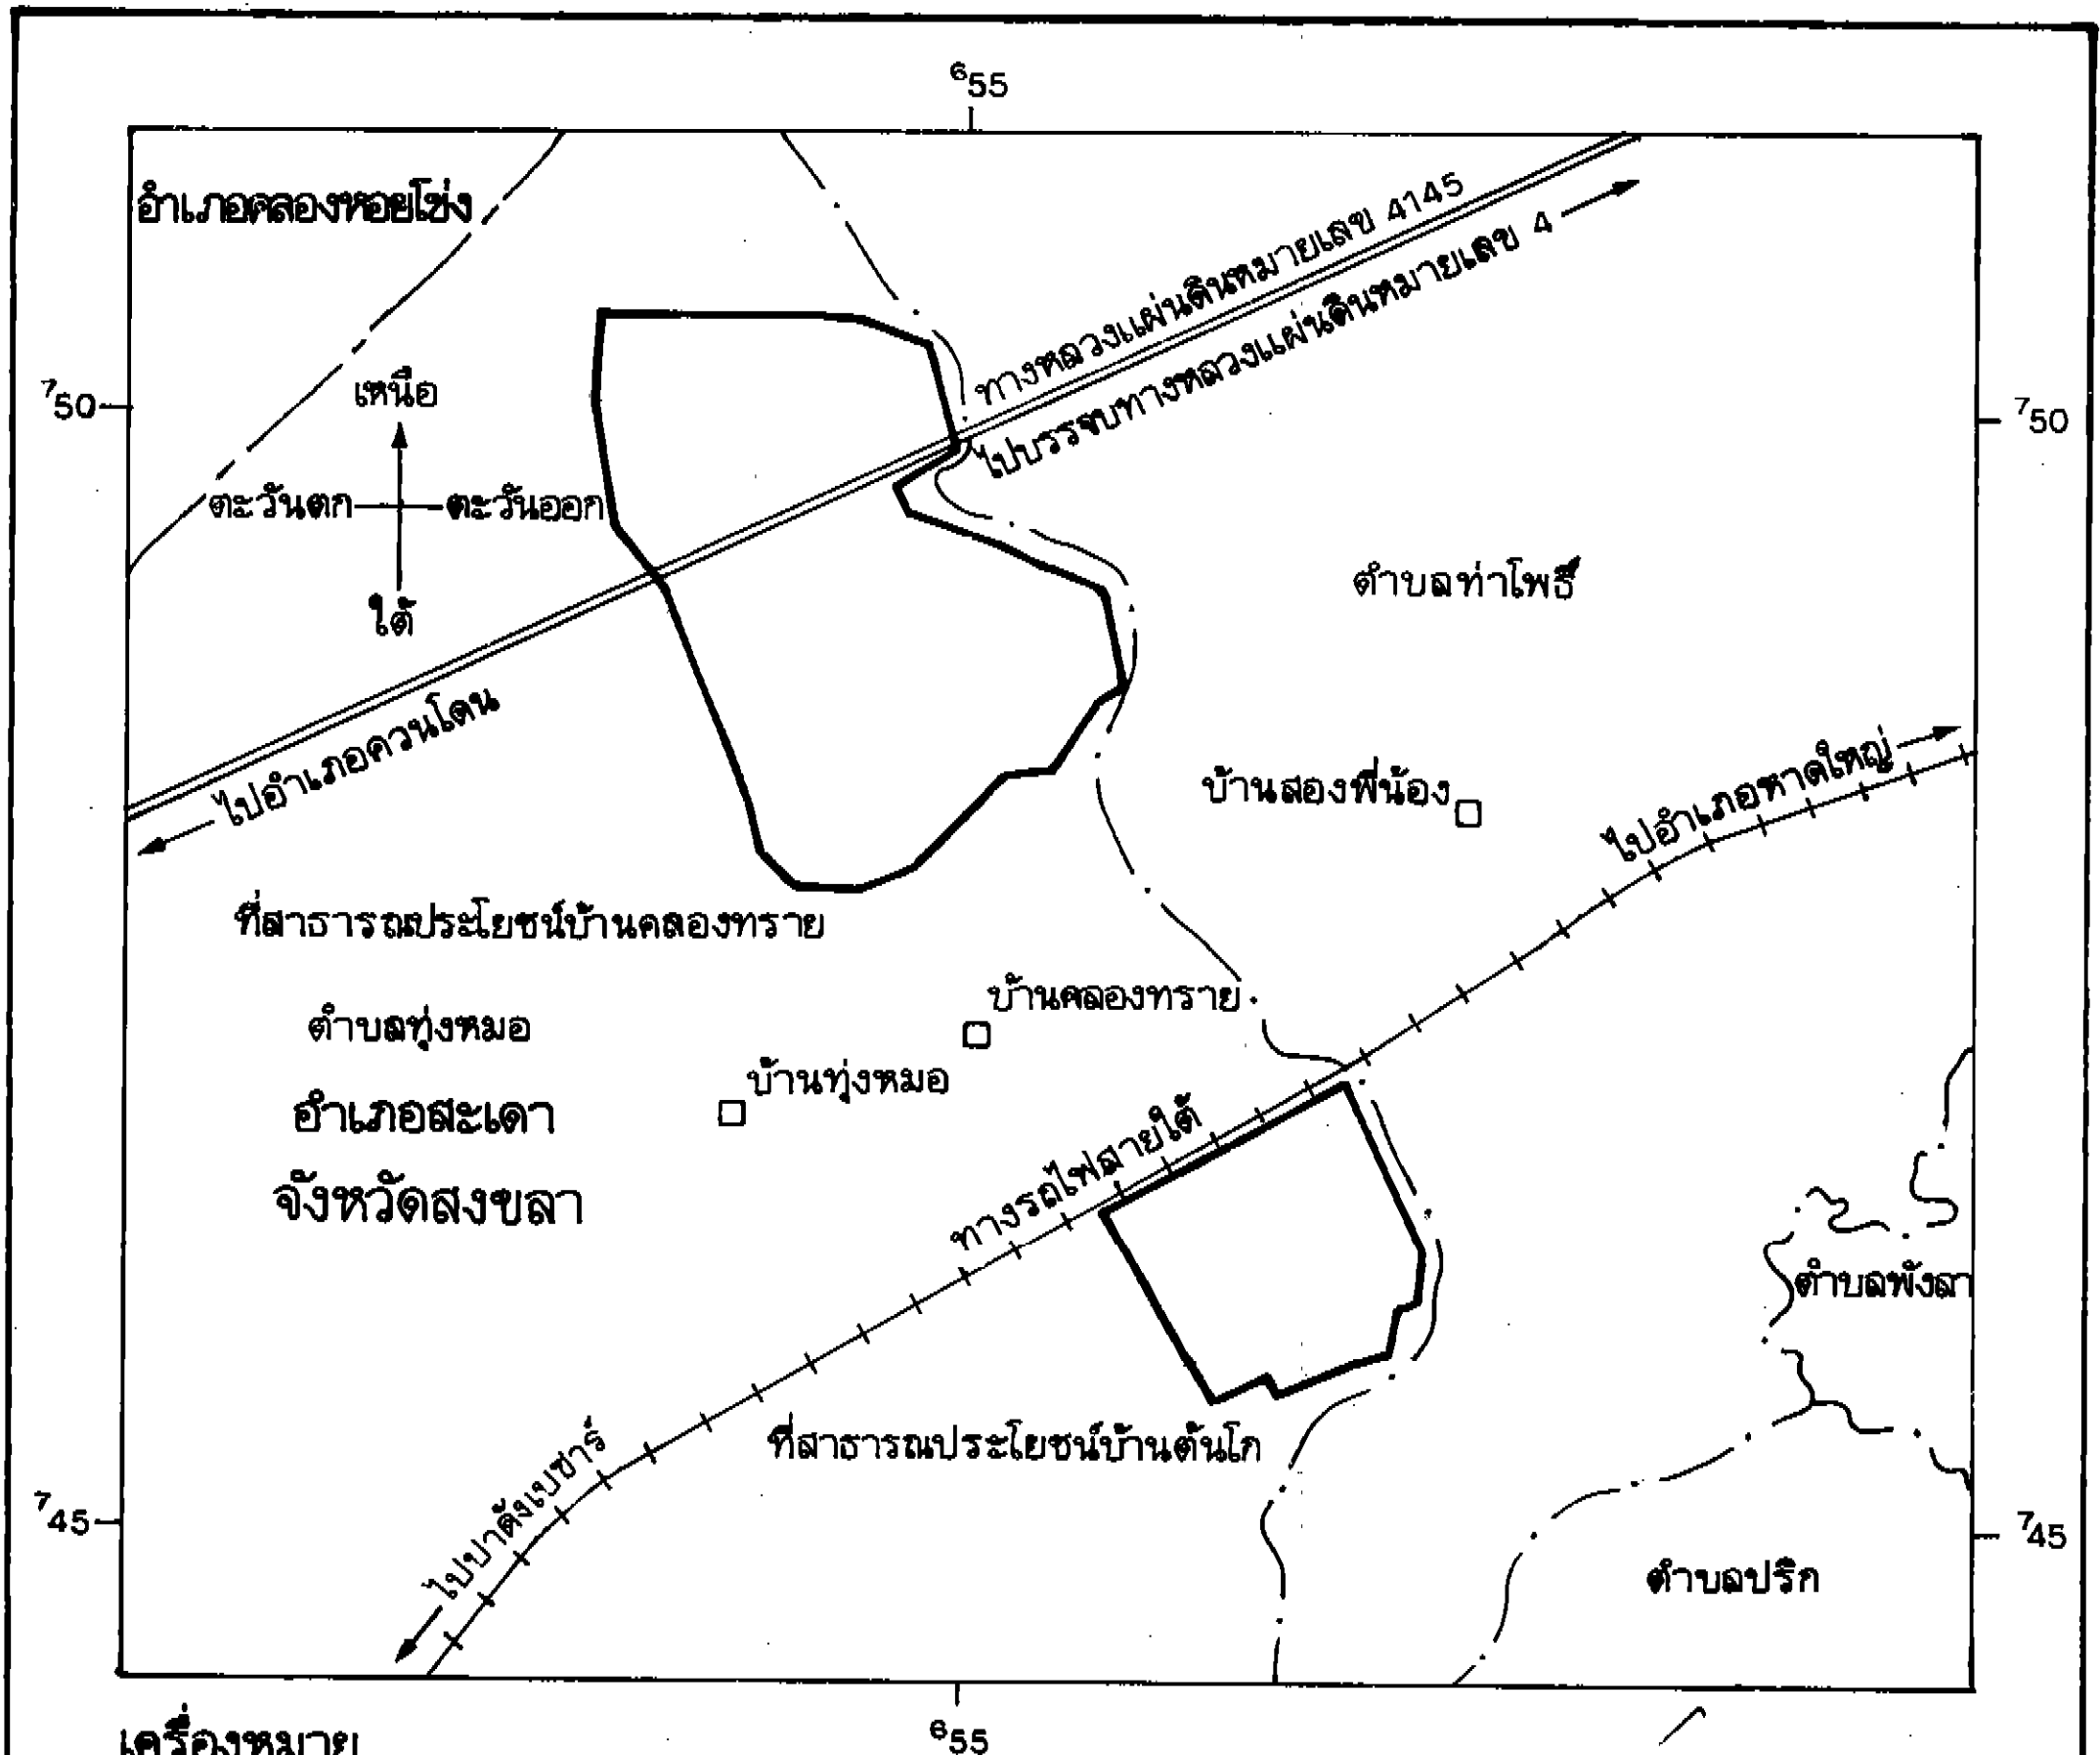 655
อำเภอคลองหอยโข่ง
ทางหลวงแผ่นดินหมายเลข 4145
ไปบรรจบทางหลวงแผ่นดินหมายเลข 4
750
750
เหนือ
ตะวันตก
ตะวันออก
ใต้
ตำบลท่าโพธิ์
ไปอำเภอควนโดน
บ้านสองพี่น้อง
ไปอำเภอหาดใหญ่
ที่สาธารณประโยชน์บ้านคลองทราย
บ้านคลองทราย
ตำบลทุ่งหมอ
บ้านทุ่งหมอ
อำเภอสะเดา
จังหวัดสงขลา
ทางรถไฟสายใต้
ตำบลพังลา
ที่สาธารณประโยชน์บ้านต้นโก
ไปปาดังเบซาร์
745
745
ตำบลปริก
655
เครื่องหมาย